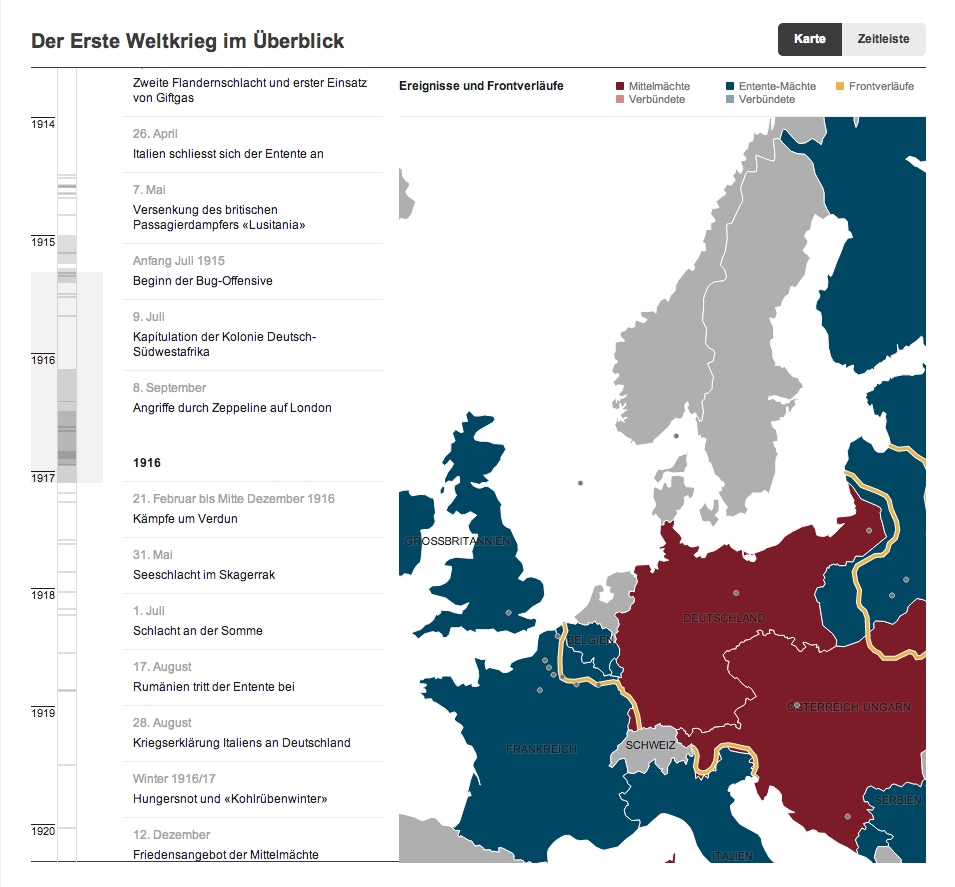 Der Erste Weltkrieg im Überblick
Karte
Zeitleiste
1914
1915
1916
1917
1918
1919
1920
Zweite Flandernschlacht und erster Einsatz
von Giftgas
26. April
Italien schliesst sich der Entente an
7. Mai
Versenkung des britischen
Passagierdampfers «Lusitania»
Anfang Juli 1915
Beginn der Bug-Offensive
9. Juli
Kapitulation der Kolonie Deutsch-
Südwestafrika
8. September
Angriffe durch Zeppeline auf London
1916
21. Februar bis Mitte Dezember 1916
Kämpfe um Verdun
31. Mai
Seeschlacht im Skagerrak
1. Juli
Schlacht an der Somme
17. August
Rumänien tritt der Entente bei
28. August
Kriegserklärung Italiens an Deutschland
Winter 1916/17
Hungersnot und «Kohlrübenwinter»
12. Dezember
Friedensangebot der Mittelmächte
Ereignisse und Frontverläufe
Mittelmächte
Verbündete
Entente-Mächte
Verbündete
Frontverläufe
GROSSBRITANNIEN
DEUTSCHLAND
BELGIEN
ÖSTERREICH-UNGARN
SCHWEIZ
FRANKREICH
SERBIEN
ITALIEN